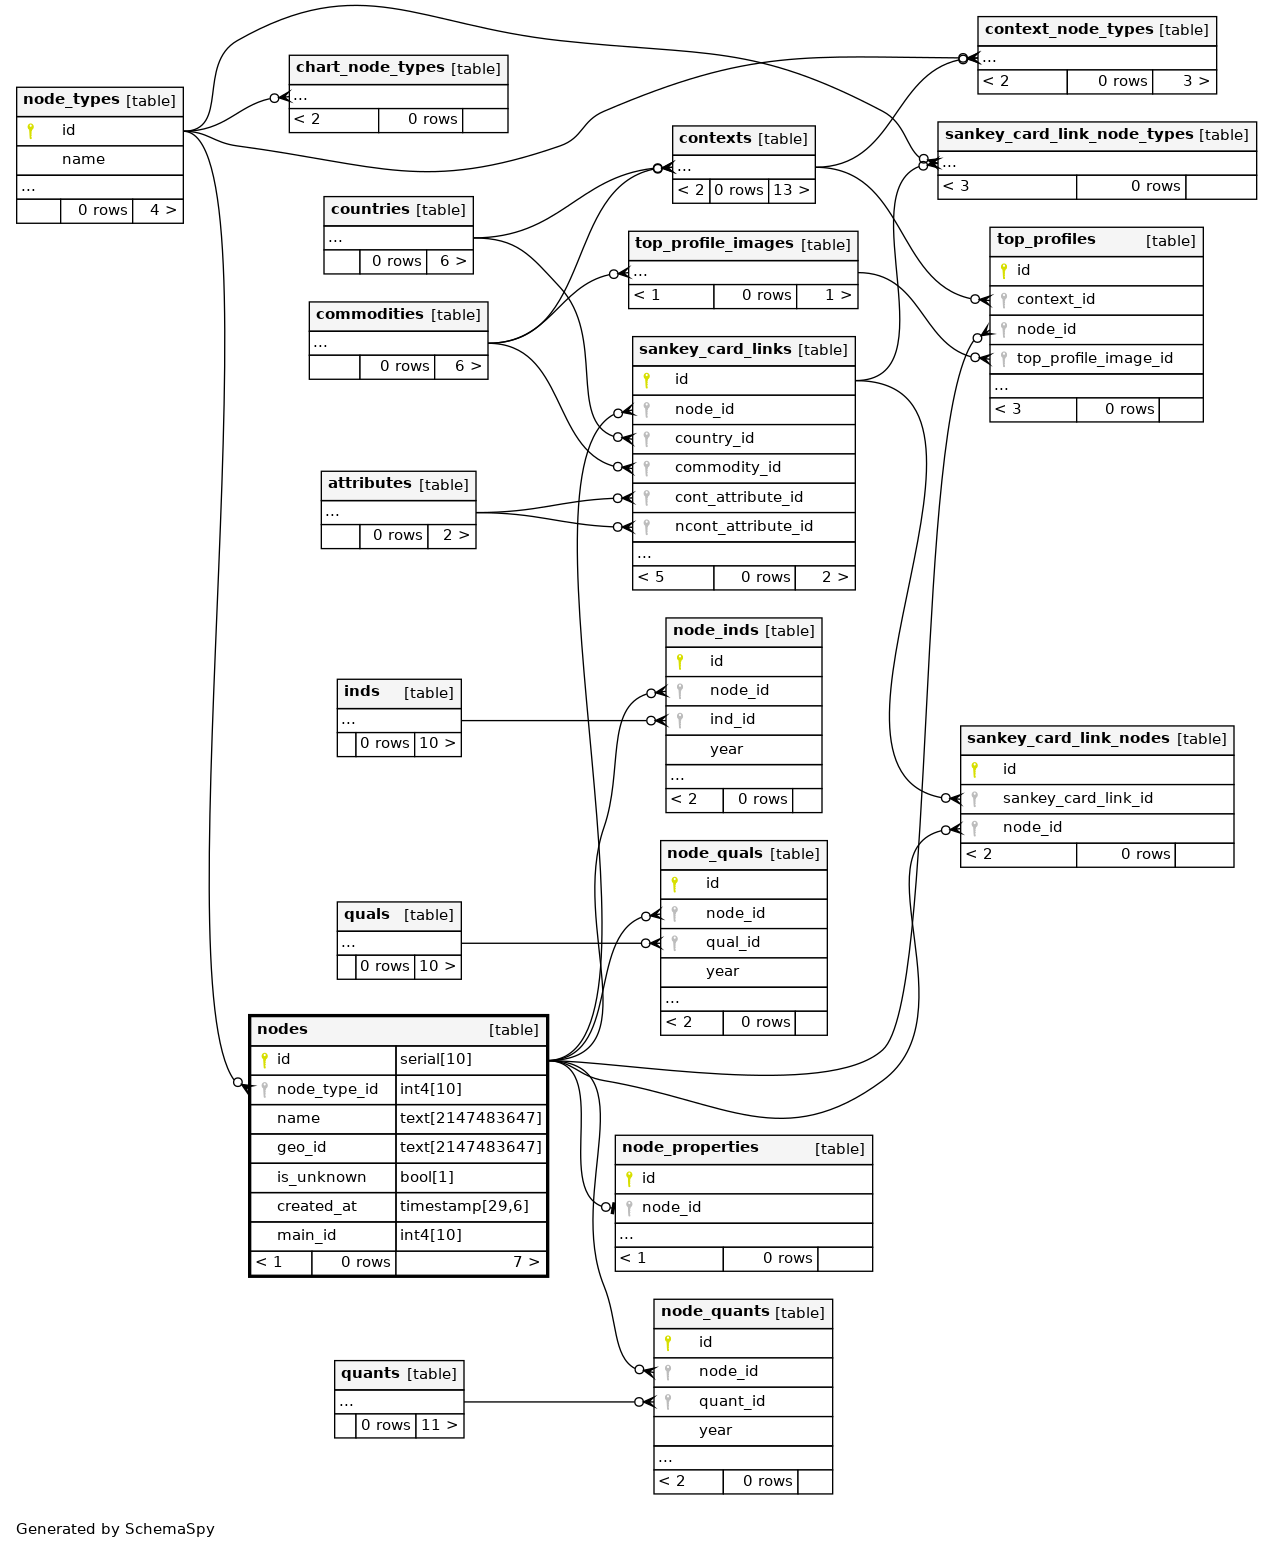 context_node_types [table]
...
< 2 0 rows 3 >
chart_node_types [table]
...
< 2 0 rows
node_types [table]
id
name
...
0 rows 4 >
contexts [table]
...
< 2 0 rows 13 >
sankey_card_link_node_types [table]
...
< 3 0 rows
countries [table]
...
0 rows 6 >
top_profile_images [table]
...
< 1 0 rows 1 >
top_profiles [table]
id
context_id
node_id
top_profile_image_id
...
< 3 0 rows
commodities [table]
...
0 rows 6 >
sankey_card_links [table]
id
node_id
country_id
commodity_id
cont_attribute_id
ncont_attribute_id
...
< 5 0 rows 2 >
attributes [table]
...
0 rows 2 >
node_inds [table]
id
node_id
ind_id
year
...
< 2 0 rows
inds [table]
...
0 rows 10 >
sankey_card_link_nodes [table]
id
sankey_card_link_id
node_id
< 2 0 rows
node_quals [table]
id
node_id
qual_id
year
...
< 2 0 rows
quals [table]
...
0 rows 10 >
nodes [table]
id serial[10]
node_type_id int4[10]
name text[2147483647]
geo_id text[2147483647]
is_unknown bool[1]
created_at timestamp[29,6]
main_id int4[10]
< 1 0 rows 7 >
node_properties [table]
id
node_id
...
< 1 0 rows
node_quants [table]
id
node_id
quant_id
year
...
< 2 0 rows
quants [table]
...
0 rows 11 >
Generated by SchemaSpy